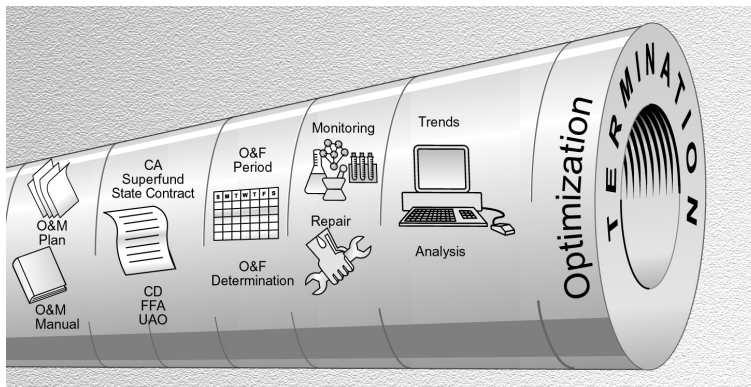 O&M
Plan
O&M
Manual
CA
Superfund
State Contract
CD
FFA
UAO
O&F
Period
S M T W T F S
O&F
Determination
Monitoring
Repair
Trends
Analysis
Optimization
TERMINATION